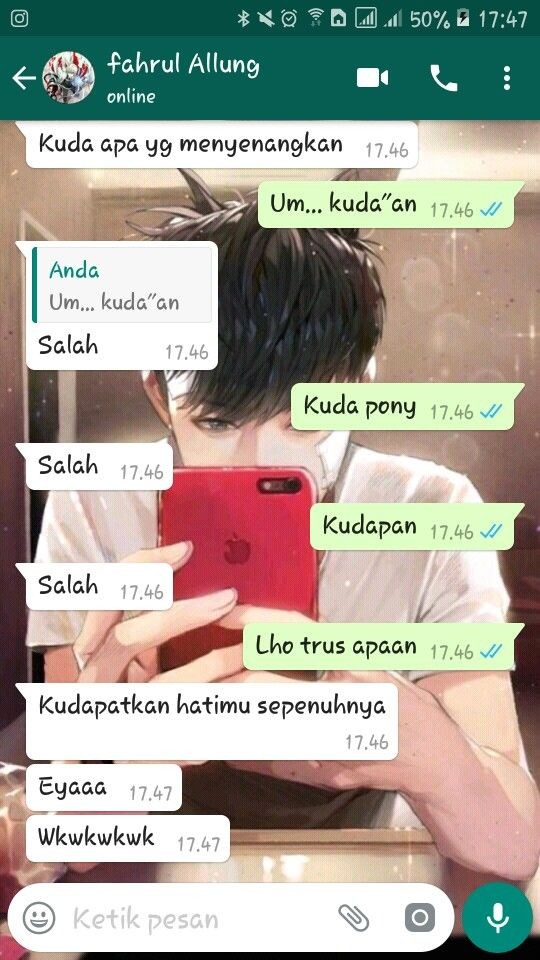 50% 17:47
fahrul Allung
online
Kuda apa yg menyenangkan 17.46
Um... kuda"an 17.46
Anda
Um... kuda"an
Salah 17.46
Kuda pony 17.46
Salah 17.46
Kudapan 17.46
Salah 17.46
Lho trus apaan 17.46
Kudapatkan hatimu sepenuhnya
17.46
Eyaaa 17.47
Wkwkwkwk 17.47
Ketik pesan